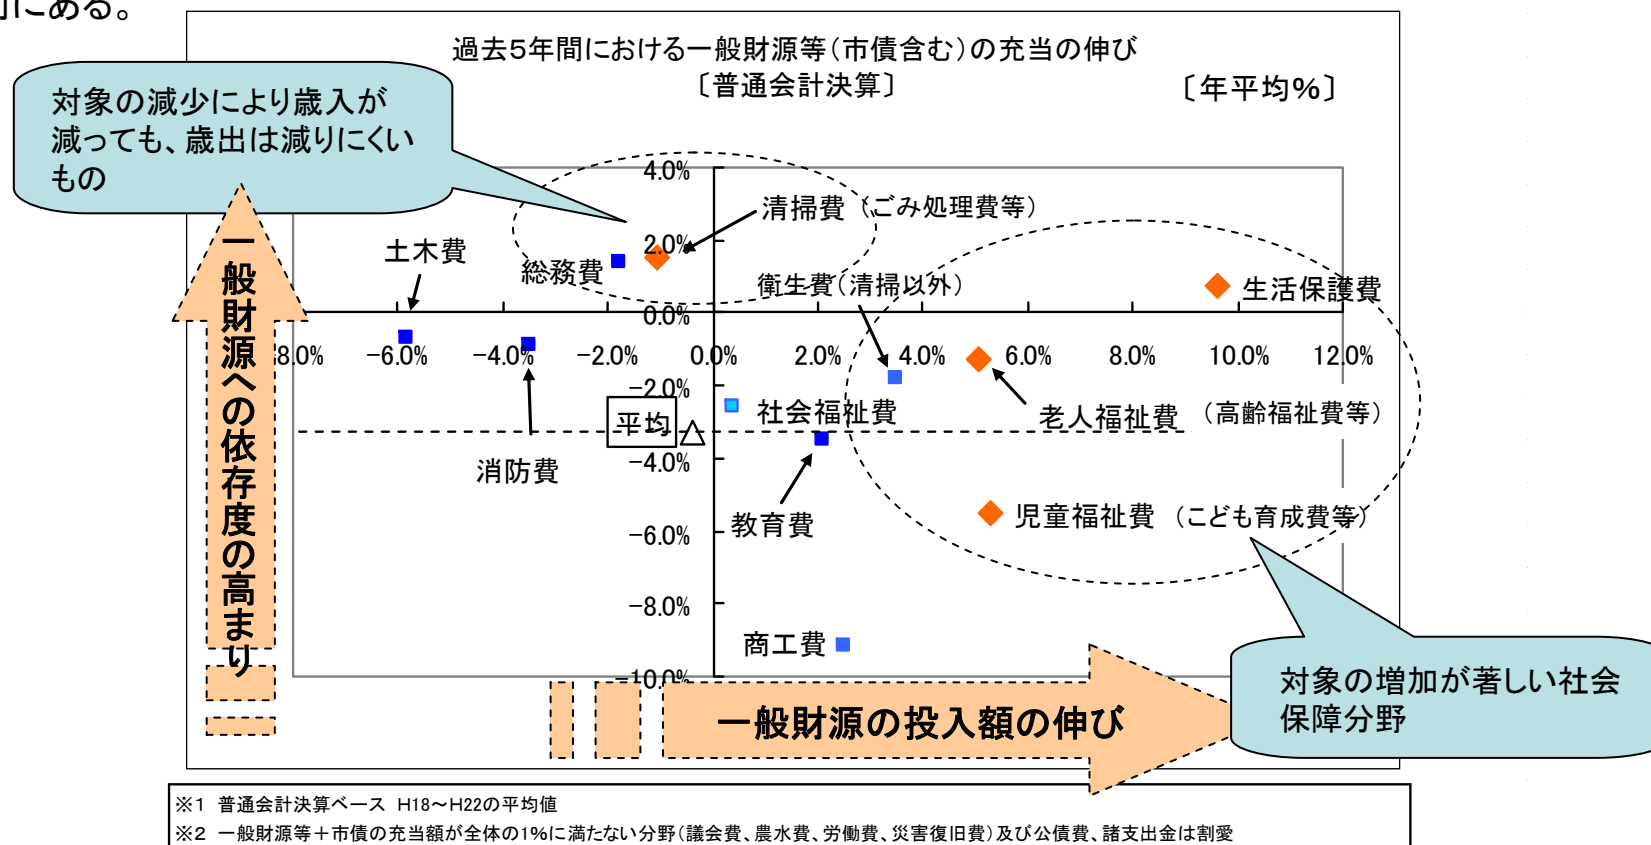 にある。
過去5年間における一般財源等(市債含む)の充当の伸び
〔普通会計決算〕
〔年平均%〕
対象の減少により歳入が
減っても、歳出は減りにくい
もの
一般財源への依存度の高まり
4.0%
2.0%
0.0%
-2.0%
-4.0%
-6.0%
-8.0%
-10.0%
8.0%
-6.0%
-4.0%
-2.0%
0.0%
2.0%
4.0%
6.0%
8.0%
10.0%
12.0%
清掃費(ごみ処理費等)
土木費
総務費
衛生費(清掃以外)
生活保護費
社会福祉費
老人福祉費 (高齢福祉費等)
平均
消防費
教育費
児童福祉費 (こども育成費等)
商工費
一般財源の投入額の伸び
対象の増加が著しい社会
保障分野
※1 普通会計決算ベース H18~H22の平均値
※2 一般財源等+市債の充当額が全体の1%に満たない分野(議会費、農水費、労働費、災害復旧費)及び公債費、諸支出金は割愛